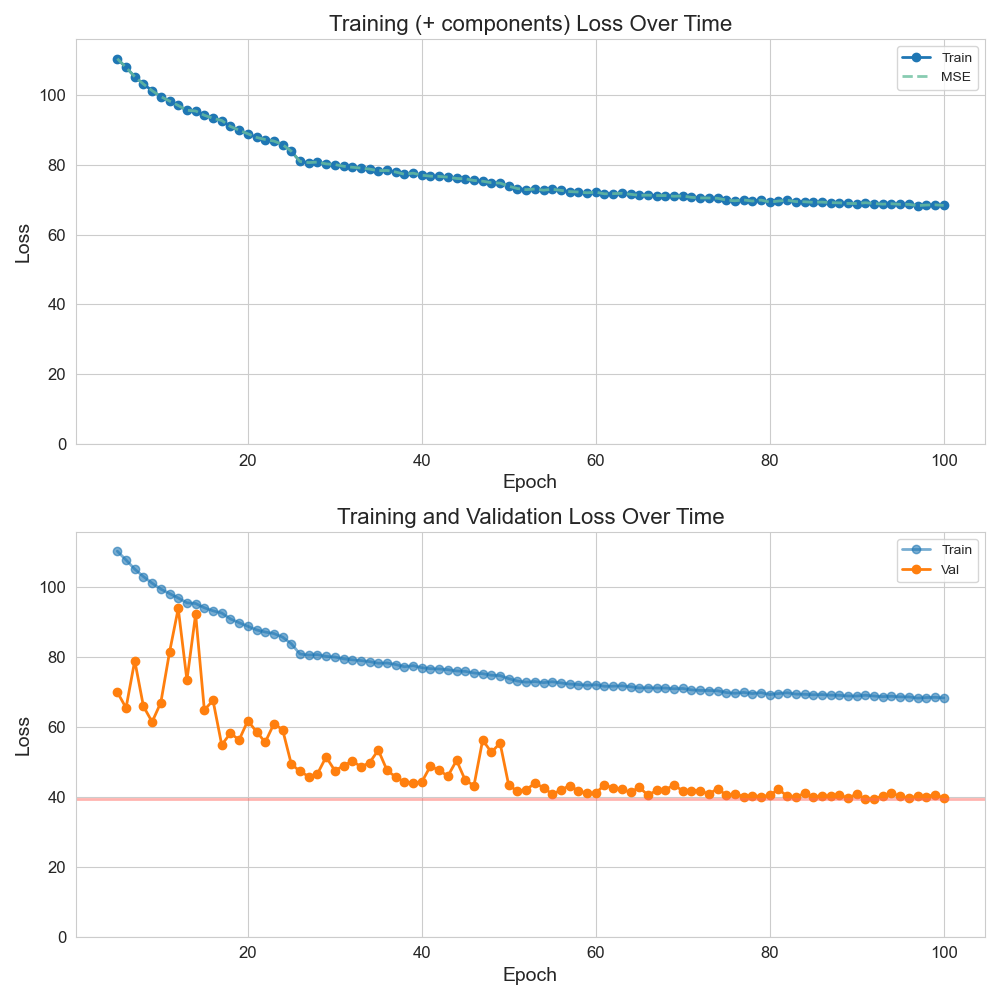 Training (+ components) Loss Over Time
Train
MSE
100
80
60
40
20
0
Loss
20 40 60 80 100
Epoch
Training and Validation Loss Over Time
Train
Val
100
80
60
40
20
0
Loss
20 40 60 80 100
Epoch